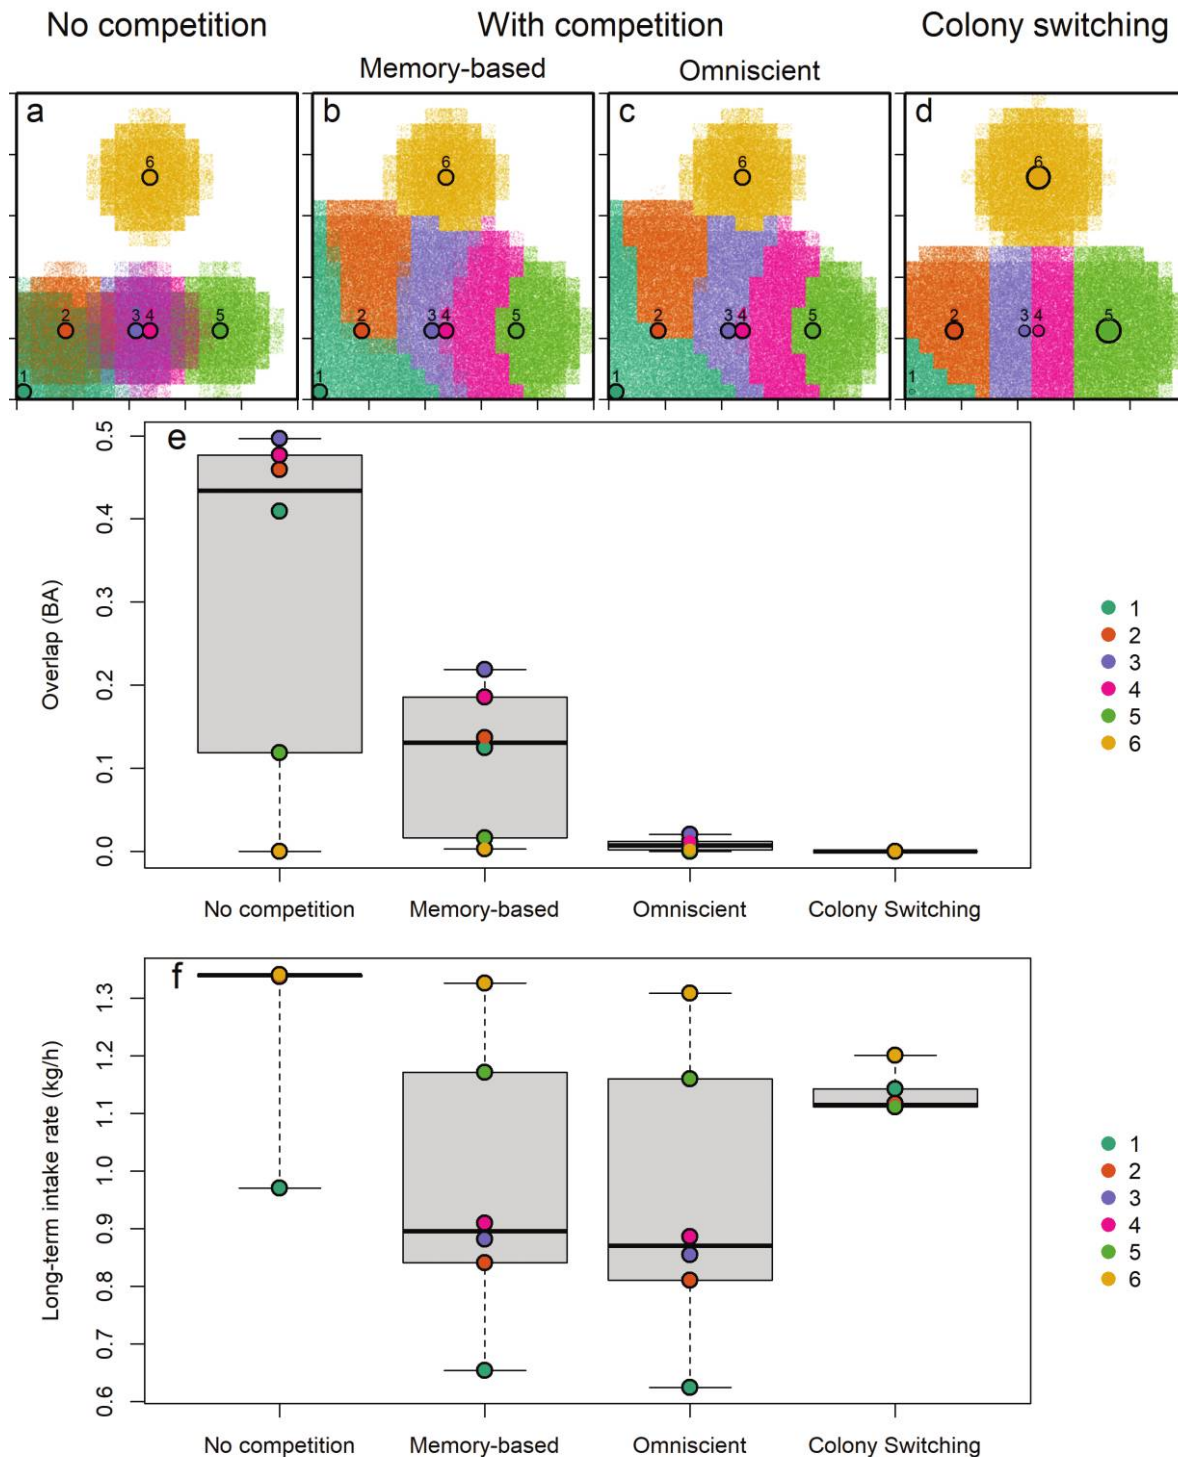 No competition
With competition
Colony switching
Memory-based
Omniscient
a
6
2
3 4
5
1
b
6
2
3 4
5
1
c
6
2
3 4
5
1
d
6
2
3 4
5
1
e
Overlap (BA)
0.5
0.4
0.3
0.2
0.1
0.0
No competition
Memory-based
Omniscient
Colony Switching
1
2
3
4
5
6
f
Long-term intake rate (kg/h)
1.3
1.2
1.1
1.0
0.9
0.8
0.7
0.6
No competition
Memory-based
Omniscient
Colony Switching
1
2
3
4
5
6